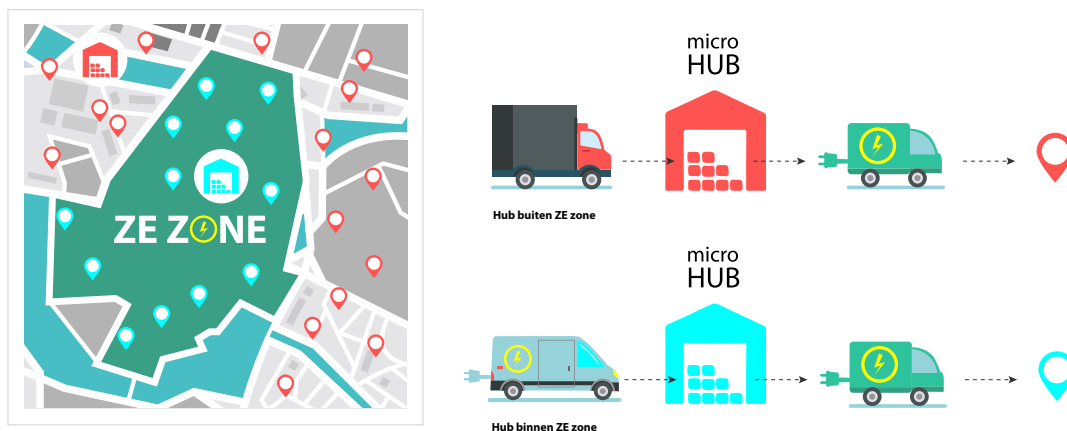 ZE ZONE
micro
HUB
Hub buiten ZE zone
micro
HUB
Hub binnen ZE zone